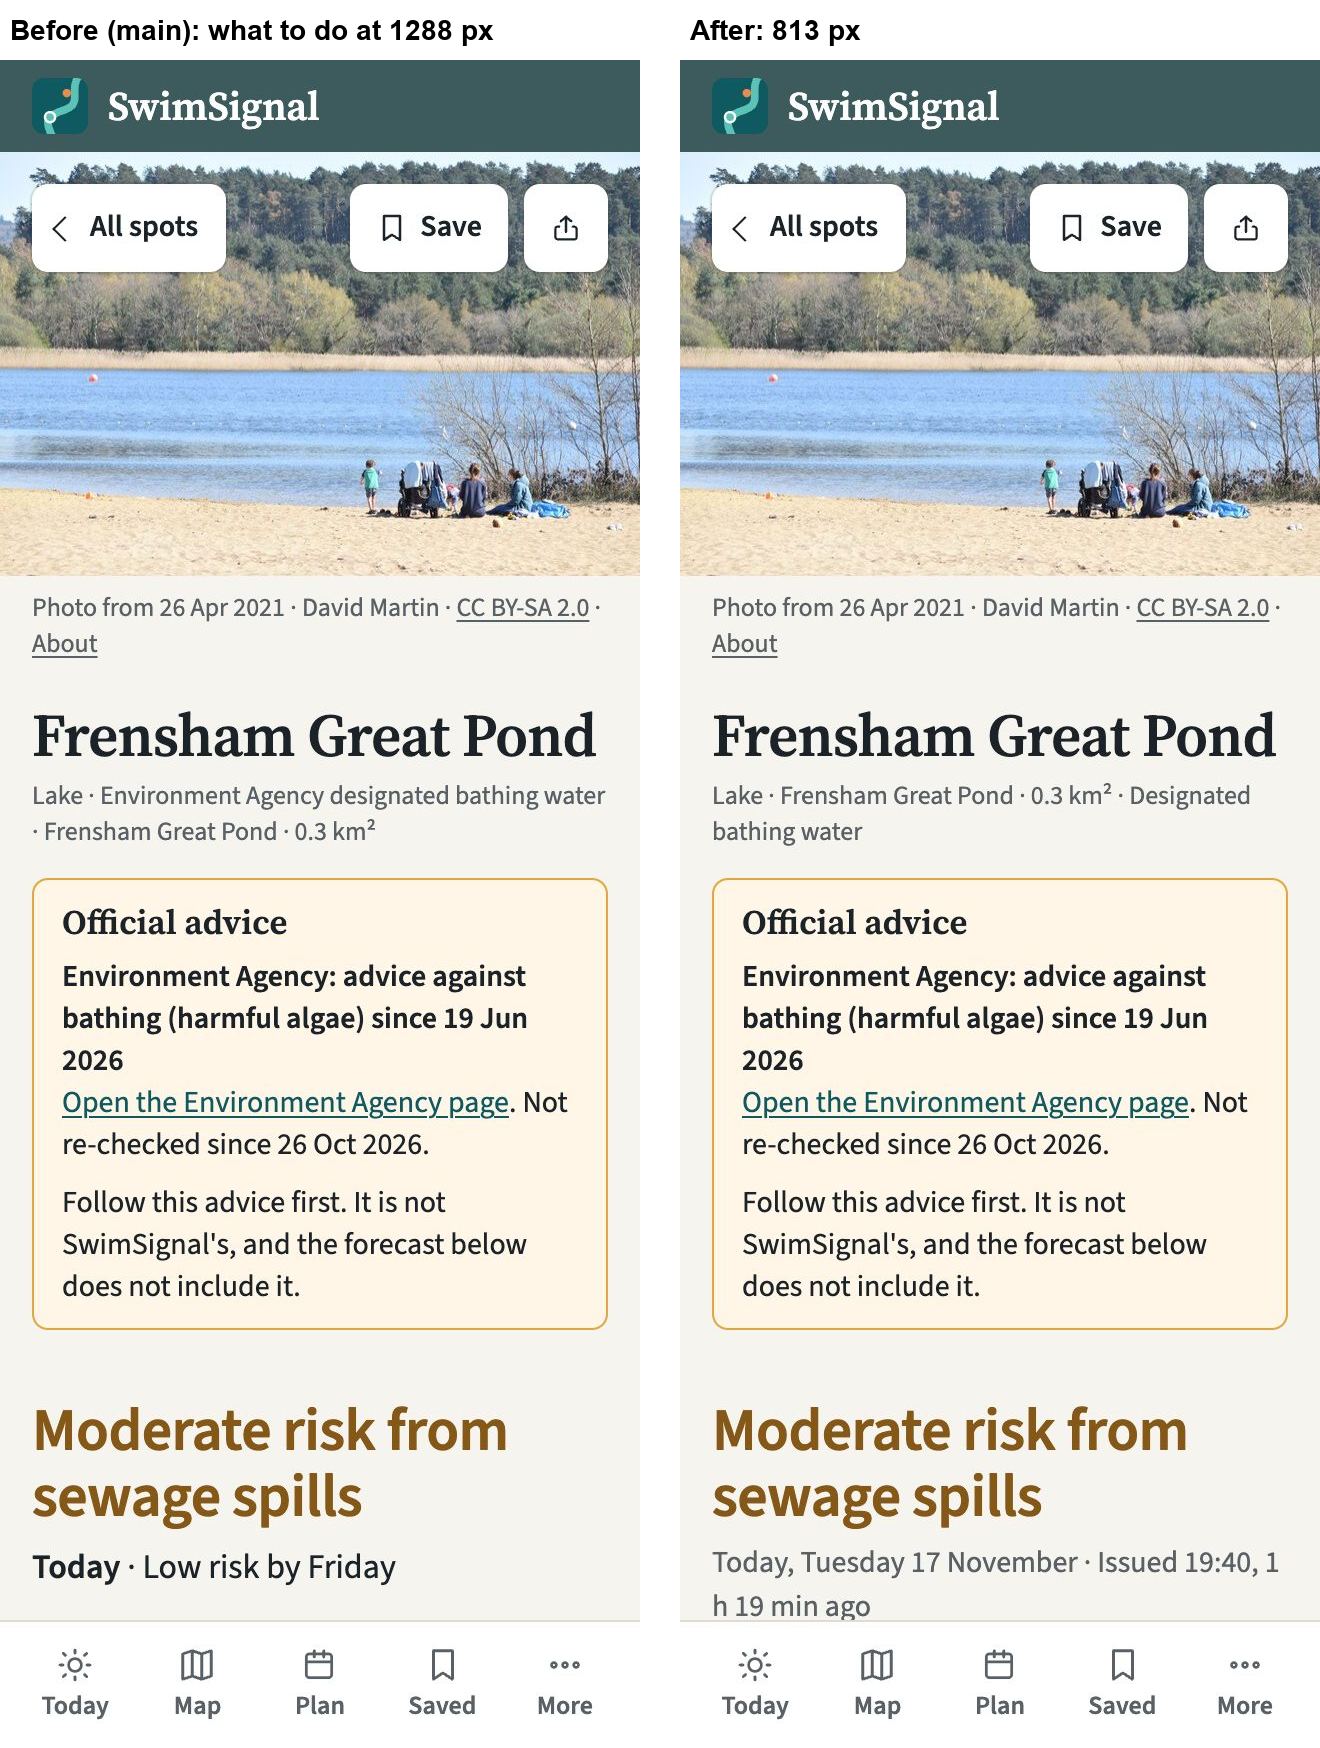 Before (main): what to do at 1288 px
SwimSignal
All spots
Save
Photo from 26 Apr 2021 · David Martin · CC BY-SA 2.0 ·
About
Frensham Great Pond
Lake · Environment Agency designated bathing water
· Frensham Great Pond · 0.3 km²
Official advice
Environment Agency: advice against
bathing (harmful algae) since 19 Jun
2026
Open the Environment Agency page. Not
re-checked since 26 Oct 2026.
Follow this advice first. It is not
SwimSignal's, and the forecast below
does not include it.
Moderate risk from
sewage spills
Today · Low risk by Friday
Today
Map
Plan
Saved
More
After: 813 px
SwimSignal
All spots
Save
Photo from 26 Apr 2021 · David Martin · CC BY-SA 2.0 ·
About
Frensham Great Pond
Lake · Frensham Great Pond · 0.3 km² · Designated
bathing water
Official advice
Environment Agency: advice against
bathing (harmful algae) since 19 Jun
2026
Open the Environment Agency page. Not
re-checked since 26 Oct 2026.
Follow this advice first. It is not
SwimSignal's, and the forecast below
does not include it.
Moderate risk from
sewage spills
Today, Tuesday 17 November · Issued 19:40, 1
h 19 min ago
Today
Map
Plan
Saved
More